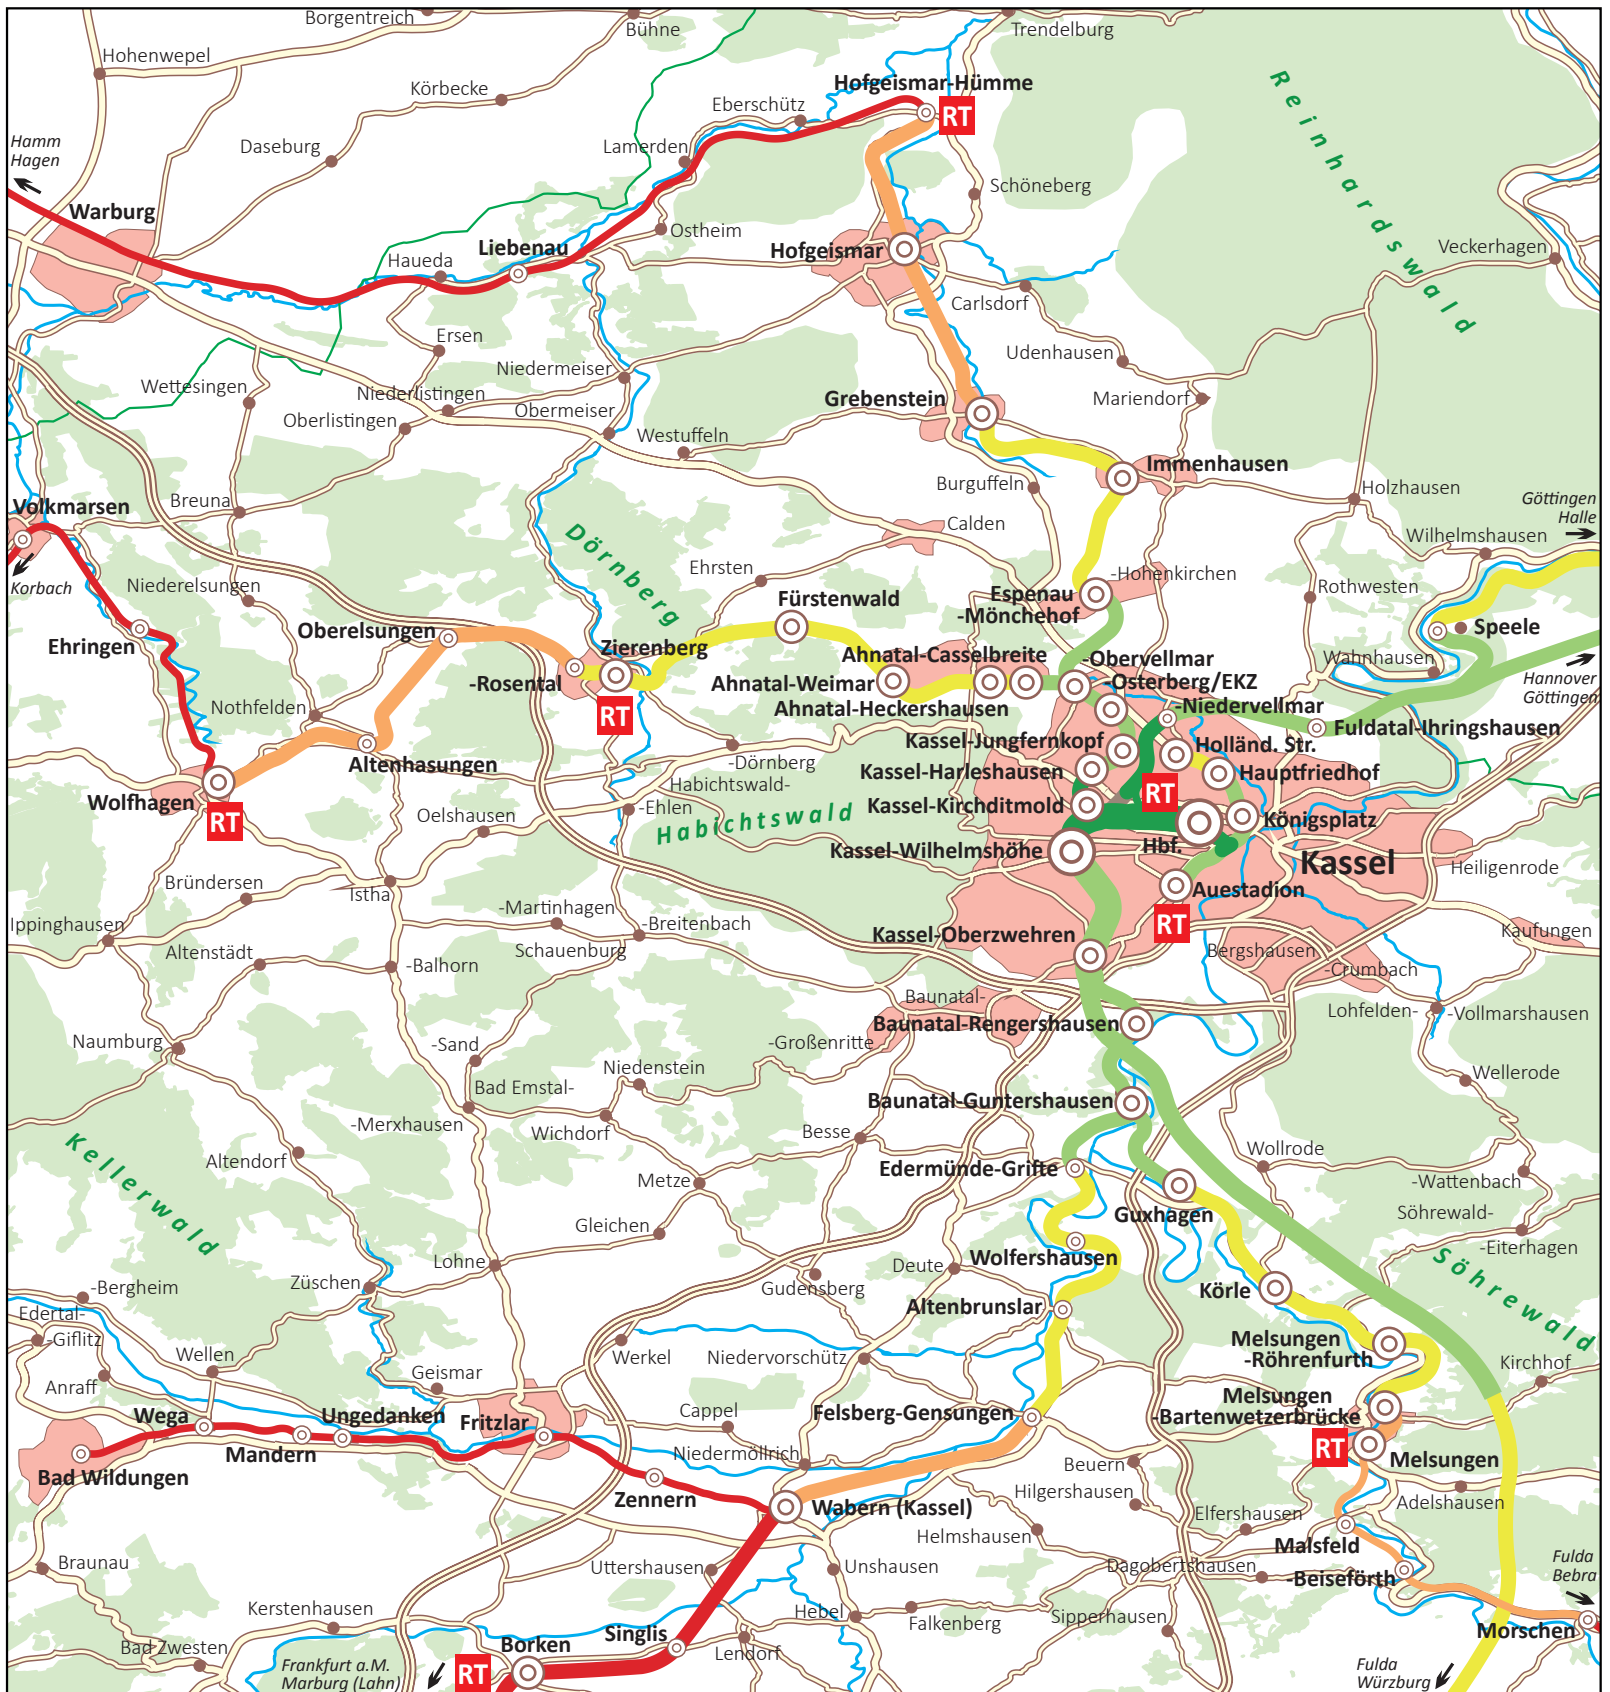 Borgentreich
Bühne
Trendelburg
Hohenwepel
Körbecke
Hofgeismar-Hümme
RT
Eberschütz
Reinhardswald
Hamm
Hagen
Daseburg
Lamerden
Schöneberg
Warburg
Ostheim
Liebenau
Hofgeismar
Veckerhagen
Haueda
Carlsdorf
Ersen
Udenhausen
Niedermeiser
Wettesingen
Niederlistingen
Grebenstein
Mariendorf
Oberlistingen
Obermeiser
Westuffeln
Immenhausen
Burguffeln
Holzhausen
Volkmarsen
Breuna
Göttingen
Halle
Calden
Dörnberg
Wilhelmshausen
Korbach
Niederelsungen
Ehrsten
-Hohenkirchen
Rothwesten
Espenau
-Mönchehof
Fürstenwald
Ehringen
Oberelsungen
Speele
Zierenberg
Ahnatal-Casselbreite
-Obervellmar
Wahnhausen
-Rosental
Ahnatal-Weimar
-Osterberg/EKZ
Hannover
Göttingen
Nothfelden
RT
Ahnatal-Heckershausen
-Niedervellmar
Fuldatal-Ihringshausen
Kassel-Jungfernkopf
Holländ. Str.
Altenhasungen
-Dörnberg
Kassel-Harleshausen
Hauptfriedhof
Habichtswald-
RT
Wolfhagen
-Ehlen
Kassel-Kirchditmold
RT
Oelshausen
Habichtswald
Königsplatz
Kassel-Wilhelmshöhe
Hbf.
Kassel
Heiligenrode
Bründersen
Istha
Auestadion
-Martinhagen
RT
Ippinghausen
-Breitenbach
Kassel-Oberzwehren
Kaufungen
Altenstädt
Schauenburg
Bergshausen
-Balhorn
-Crumbach
Baunatal-
Lohfelden-
-Vollmarshausen
Baunatal-Rengershausen
Naumburg
-Sand
-Großenritte
Niedenstein
Wellerode
Bad Emstal-
Baunatal-Guntershausen
-Merxhausen
Wichdorf
Besse
Kellerwald
Altendorf
Wollrode
Edermünde-Grifte
Metze
-Wattenbach
Guxhagen
Söhrewald-
Gleichen
-Eiterhagen
Wolfershausen
Lohne
Deute
Söhrewald
-Bergheim
Züschen
Gudensberg
Körle
Edertal-
Altenbrunslar
-Giflitz
Melsungen
-Röhrenfurth
Wellen
Werkel
Niedervorschütz
Kirchhof
Geismar
Anraff
Melsungen
-Bartenwetzerbrücke
Wega
Ungedanken
Fritzlar
Cappel
Felsberg-Gensungen
Mandern
Niedermöllrich
RT
Melsungen
Bad Wildungen
Beuern
Zennern
Wabern (Kassel)
Hilgershausen
Adelshausen
Elfershausen
Helmshausen
Malsfeld
Braunau
Uttershausen
Unshausen
Dagobertshausen
-Beiseförth
Fulda
Bebra
Kerstenhausen
Hebel
Falkenberg
Sipperhausen
Morschen
Bad Zwesten
Borken
Singlis
Lendorf
Frankfurt a.M.
Marburg (Lahn)
RT
Fulda
Würzburg